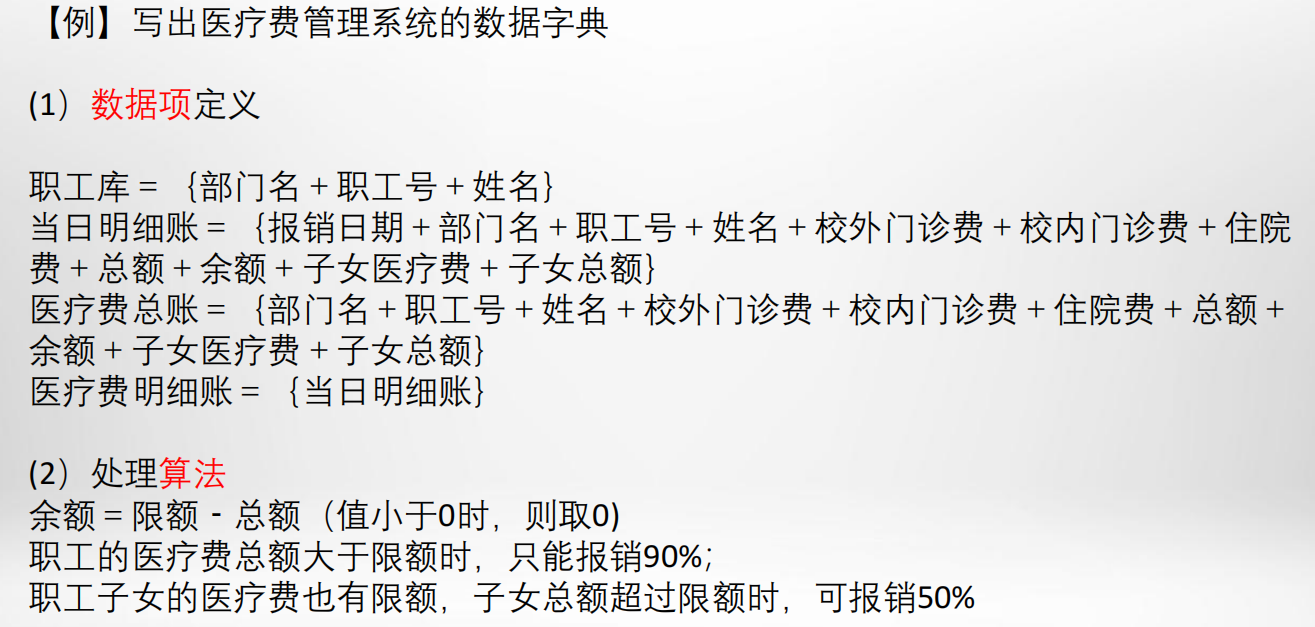 【例】写出医疗费管理系统的数据字典
(1）数据项定义
职工库 = ｛部门名 + 职工号 + 姓名｝
当日明细账 = ｛报销日期 + 部门名 + 职工号 + 姓名 + 校外门诊费 + 校内门诊费 + 住院
费 + 总额 + 余额 + 子女医疗费 + 子女总额｝
医疗费总账 = ｛部门名 + 职工号 + 姓名 + 校外门诊费 + 校内门诊费 + 住院费 + 总额 +
余额 + 子女医疗费 + 子女总额｝
医疗费明细账 = ｛当日明细账｝
(2）处理算法
余额 = 限额 - 总额（值小于0时，则取0)
职工的医疗费总额大于限额时，只能报销90%；
职工子女的医疗费也有限额，子女总额超过限额时，可报销50%